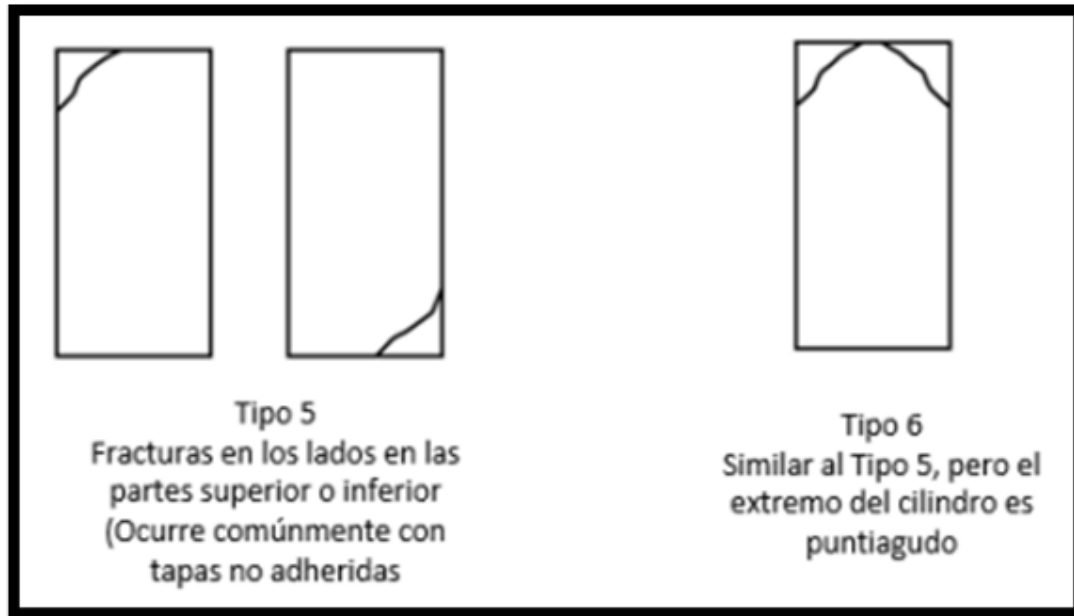 Tipo 5
Fracturas en los lados en las
partes superior o inferior
(Ocurre comúnmente con
tapas no adheridas
Tipo 6
Similar al Tipo 5, pero el
extremo del cilindro es
puntiagudo